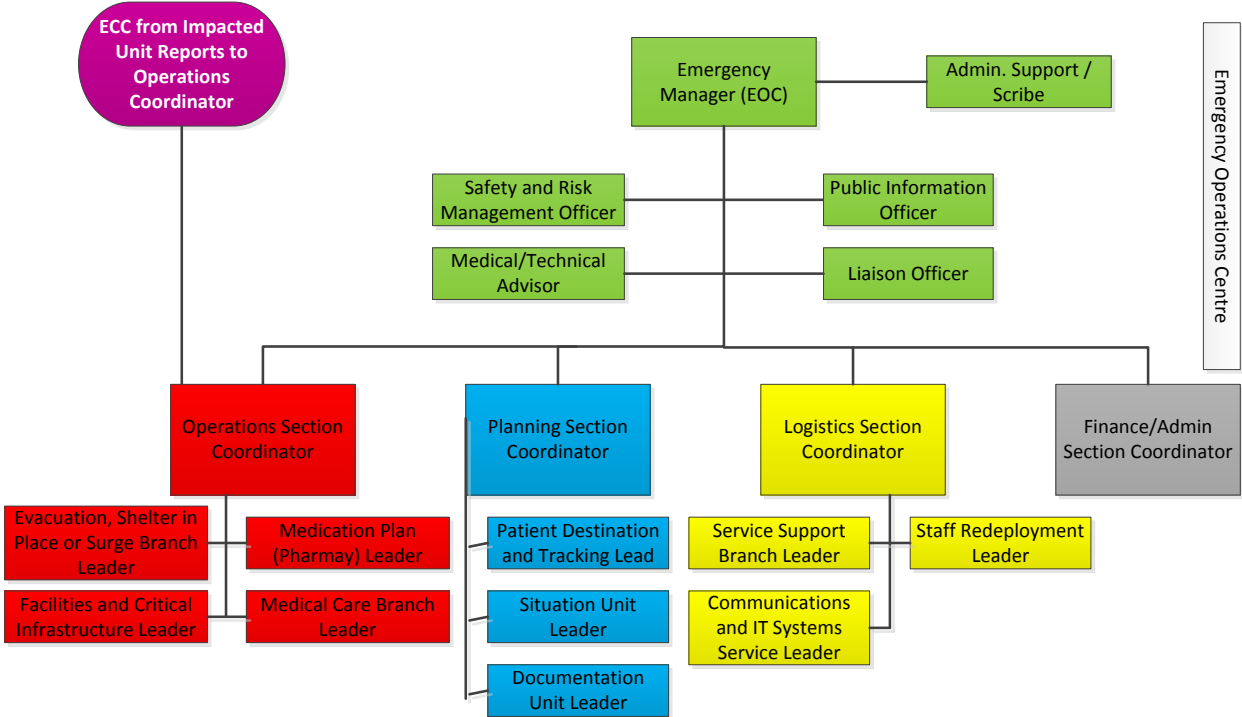 ECC from Impacted
Unit Reports to
Operations
Coordinator
Emergency
Manager (EOC)
Admin. Support /
Scribe
Emergency Operations Centre
Safety and Risk
Management Officer
Public Information
Officer
Medical/Technical
Advisor
Liaison Officer
Operations Section
Coordinator
Planning Section
Coordinator
Logistics Section
Coordinator
Finance/Admin
Section Coordinator
Evacuation, Shelter in
Place or Surge Branch
Leader
Medication Plan
(Pharmay) Leader
Patient Destination
and Tracking Lead
Service Support
Branch Leader
Staff Redeployment
Leader
Facilities and Critical
Infrastructure Leader
Medical Care Branch
Leader
Situation Unit
Leader
Communications
and IT Systems
Service Leader
Documentation
Unit Leader